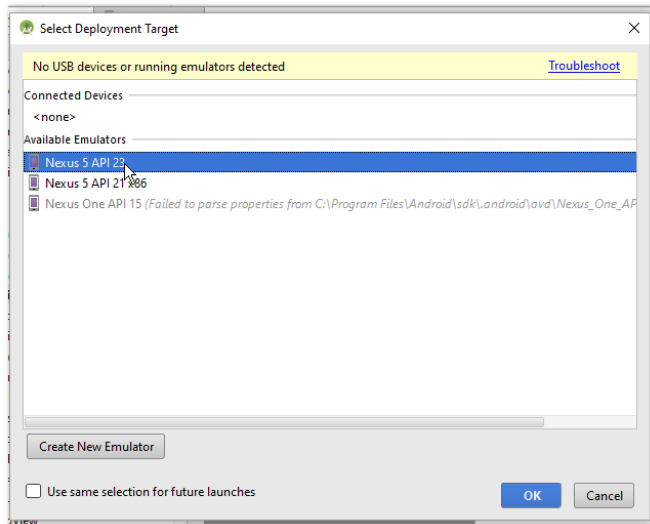 Select Deployment Target
No USB devices or running emulators detected Troubleshoot
Connected Devices
<none>
Available Emulators
Nexus 5 API 23
Nexus 5 API 21 x86
Nexus One API 15 (Failed to parse properties from C:\Program Files\Android\sdk\.android\avd\Nexus_One_AP
Create New Emulator
Use same selection for future launches
OK Cancel